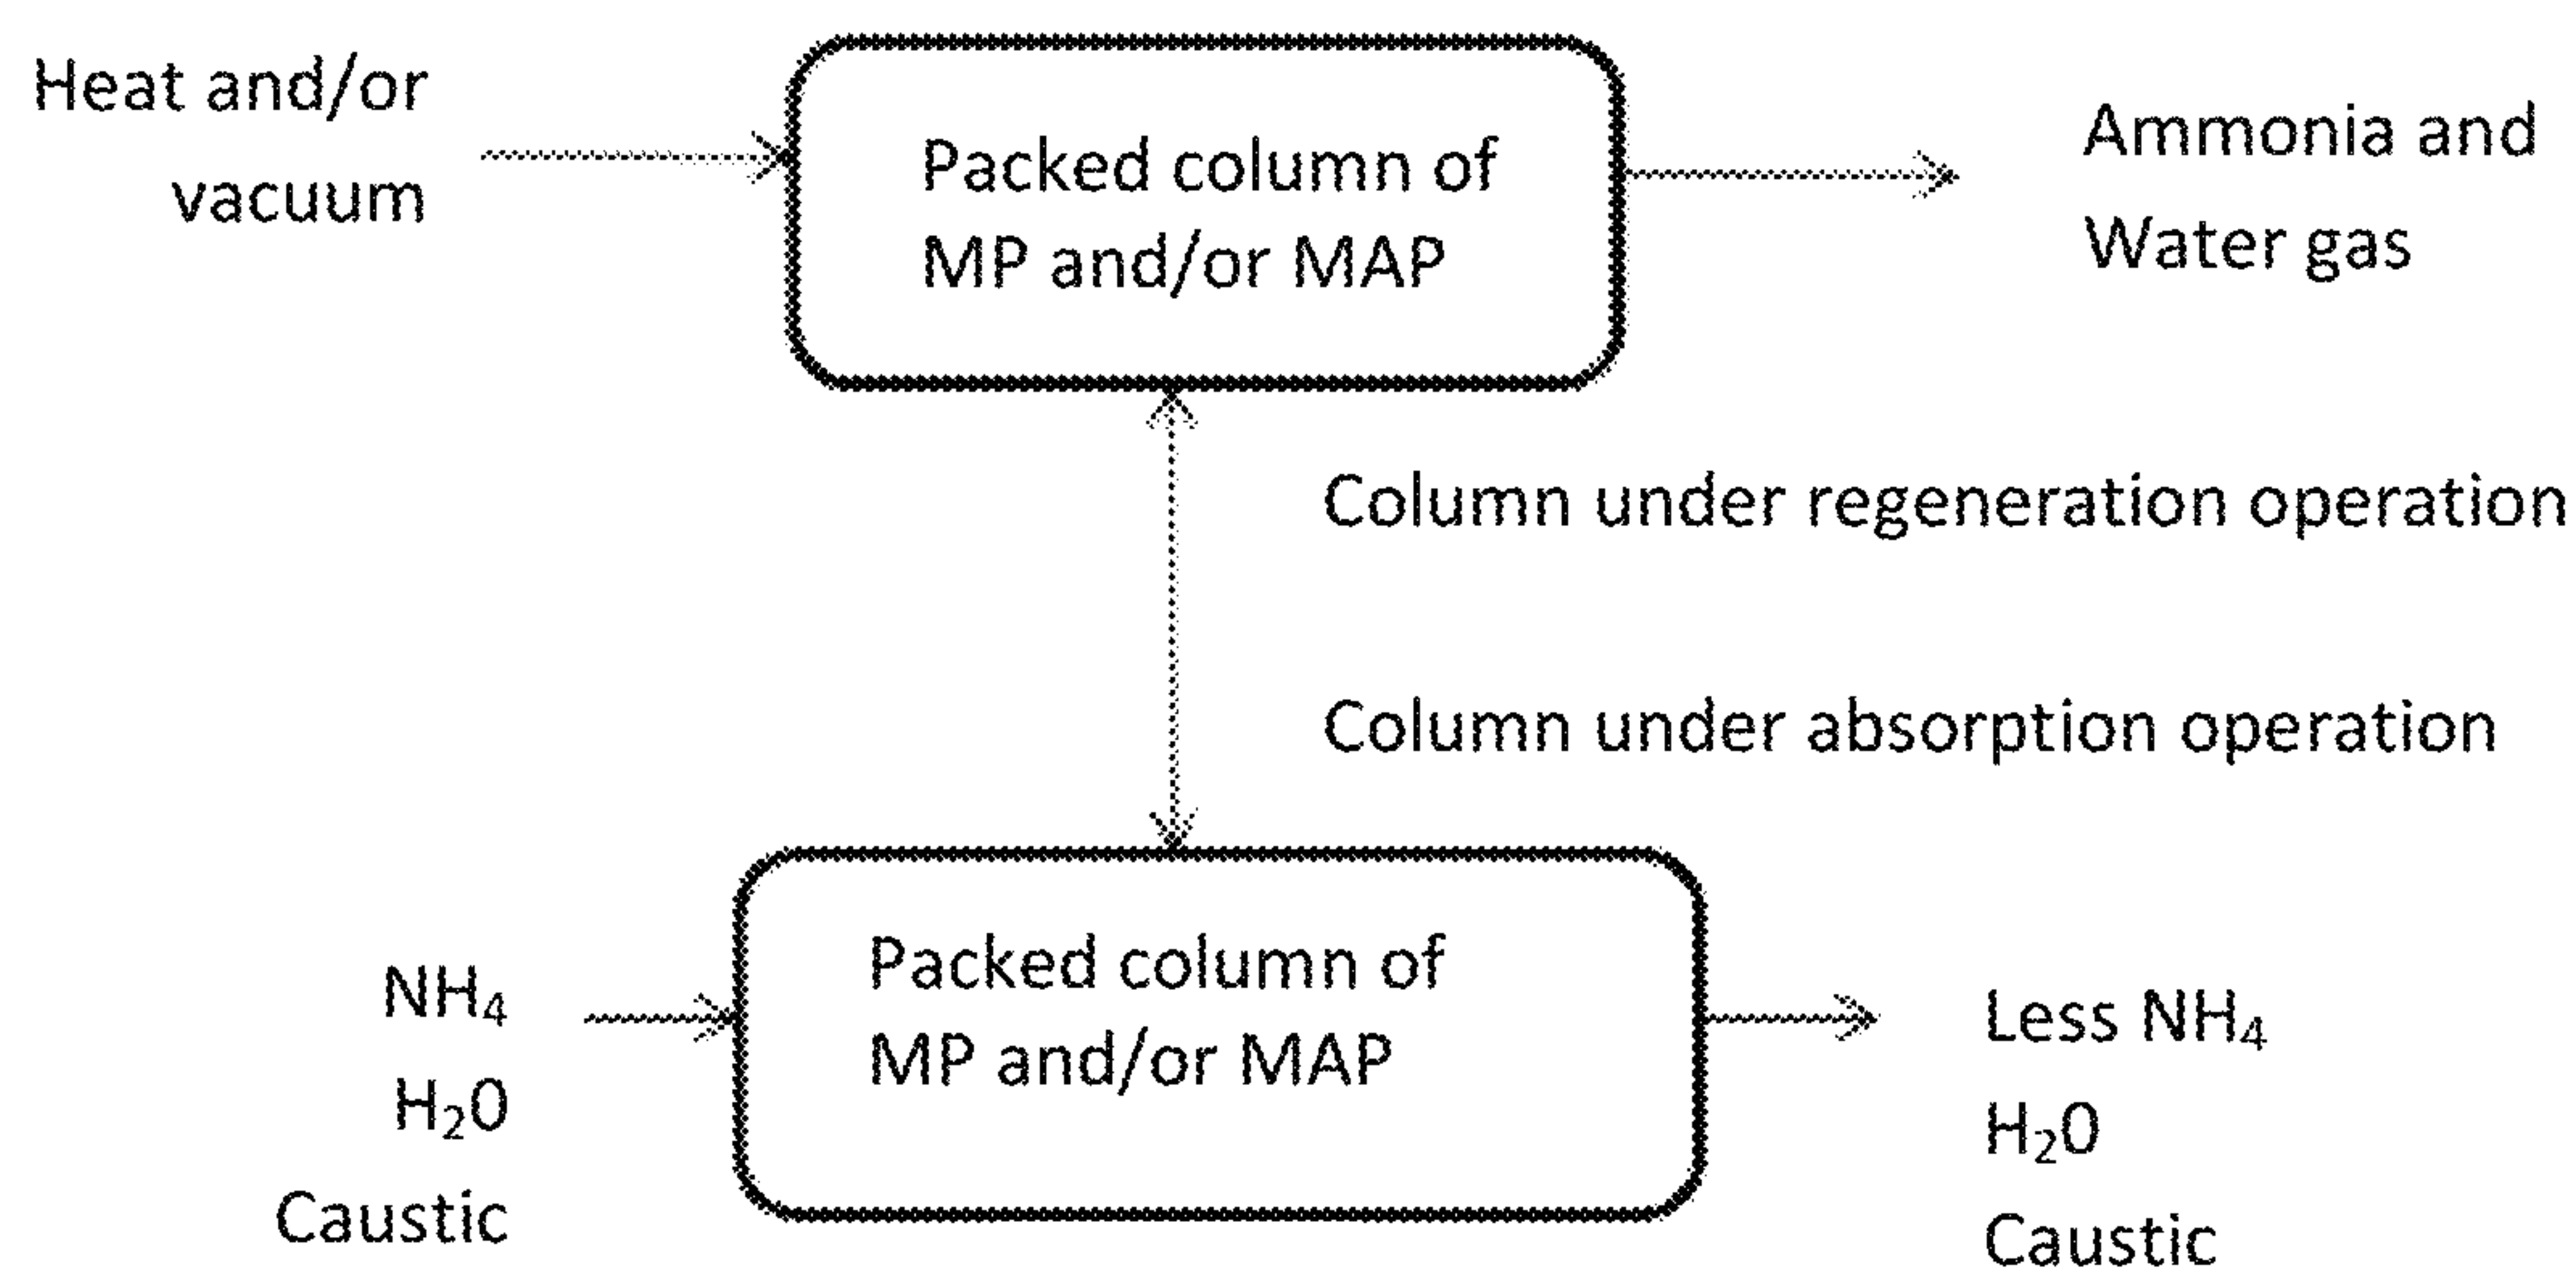 Heat and/or
vacuum
Packed column of
MP and/or MAP
Ammonia and
Water gas
Column under regeneration operation
Column under absorption operation
NH₄
H₂0
Caustic
Packed column of
MP and/or MAP
Less NH₄
H₂0
Caustic